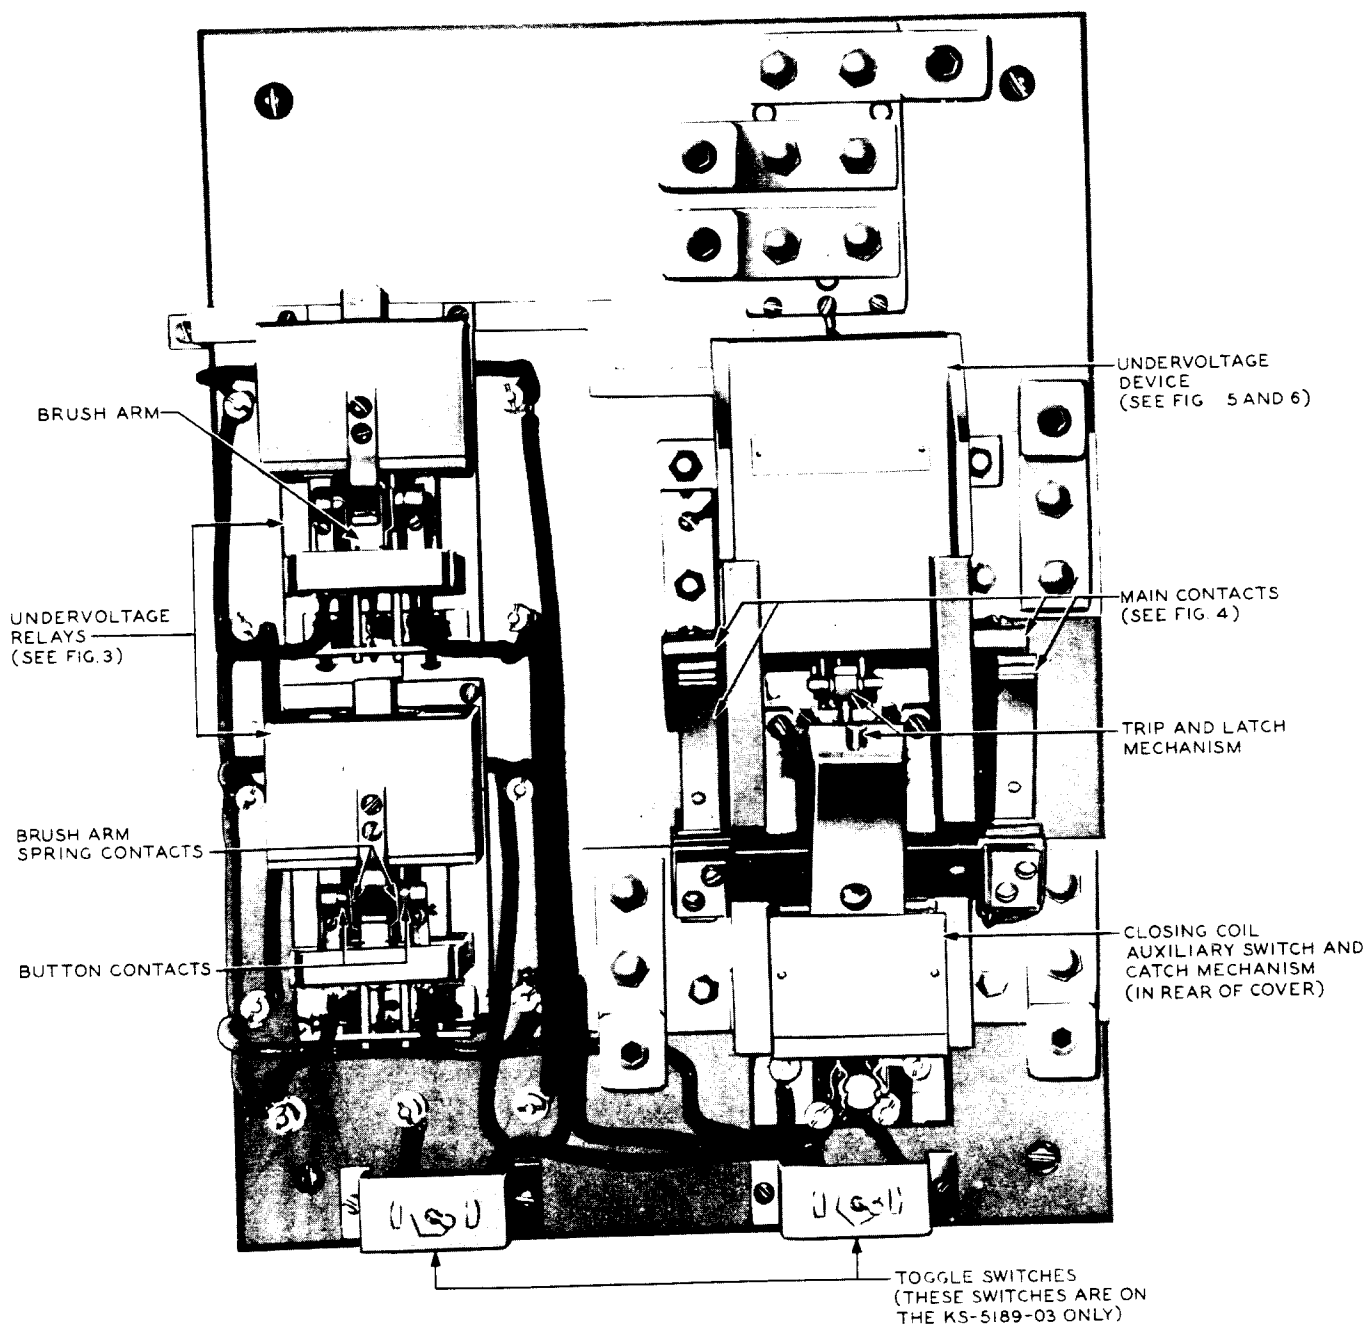 BRUSH ARM
UNDERVOLTAGE
RELAYS
(SEE FIG. 3)
BRUSH ARM
SPRING CONTACTS
BUTTON CONTACTS
UNDERVOLTAGE
DEVICE
(SEE FIG 5 AND 6)
MAIN CONTACTS
(SEE FIG. 4)
TRIP AND LATCH
MECHANISM
CLOSING COIL
AUXILIARY SWITCH AND
CATCH MECHANISM
(IN REAR OF COVER)
TOGGLE SWITCHES
(THESE SWITCHES ARE ON
THE KS-5189-03 ONLY)